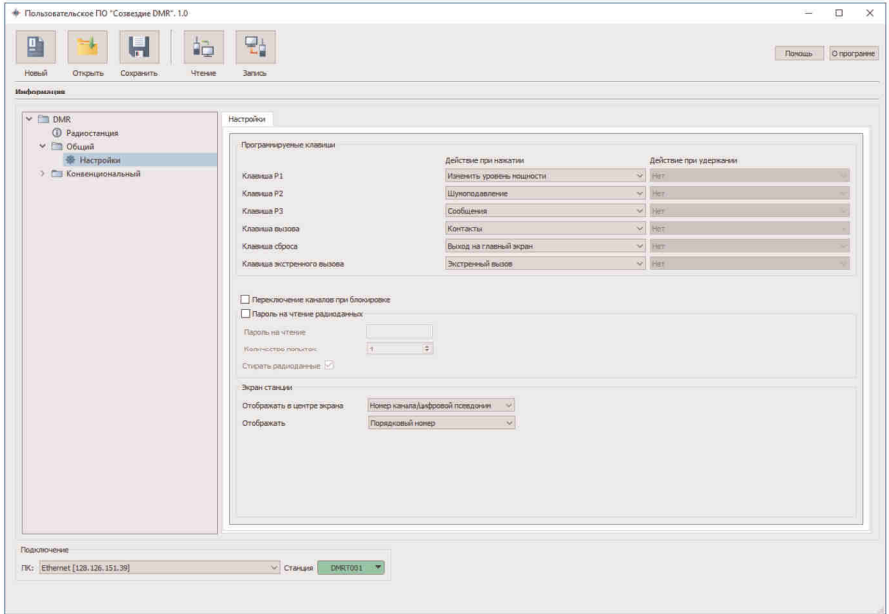 Пользовательское ПО "Созвездие DMR". 1.0
Новый Открыть Сохранить Чтение Запись Помощь О программе
Информация
DMR
Радиостанция
Общий
Настройки
Конвенциональный
Настройки
Программируемые клавиши
Действие при нажатии Действие при удержании
Клавиша P1 Изменить уровень мощности Нет
Клавиша P2 Шумоподавление Нет
Клавиша P3 Сообщения Нет
Клавиша вызова Контакты Нет
Клавиша сброса Выход на главный экран Нет
Клавиша экстренного вызова Экстренный вызов Нет
Переключение каналов при блокировке
Пароль на чтение радиоданных
Пароль на чтение
Количество попыток
Стирать радиоданные
Экран станции
Отображать в центре экрана Номер канала/цифровой псевдоним
Отображать Порядковый номер
Подключение
ПК: Ethernet [128.126.151.39] Станция DMRT001